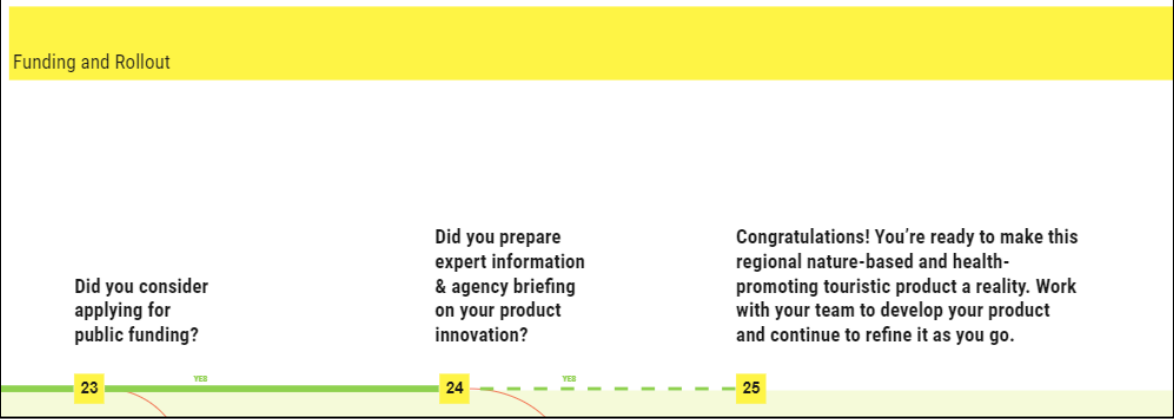 Funding and Rollout
Did you consider
applying for
public funding?
23
YES
Did you prepare
expert information
& agency briefing
on your product
innovation?
24
YES
Congratulations! You’re ready to make this
regional nature-based and health-
promoting touristic product a reality. Work
with your team to develop your product
and continue to refine it as you go.
25